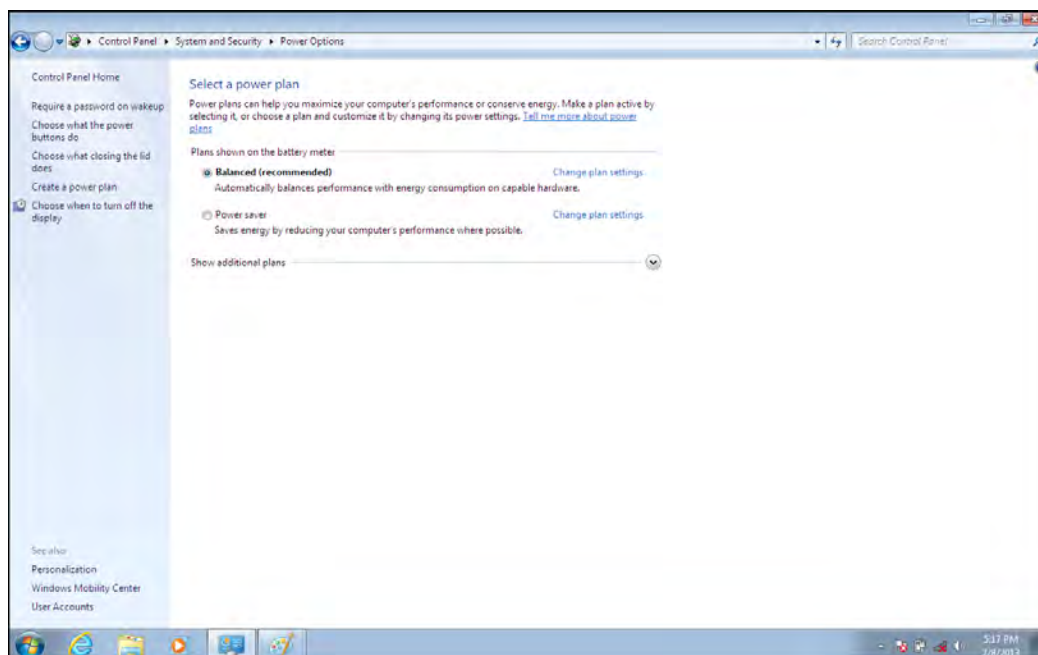 Control Panel ▸ System and Security ▸ Power Options
Search Control Panel
Control Panel Home
Require a password on wakeup
Choose what the power
buttons do
Choose what closing the lid
does
Create a power plan
Choose when to turn off the
display
Select a power plan
Power plans can help you maximize your computer's performance or conserve energy. Make a plan active by
selecting it, or choose a plan and customize it by changing its power settings. Tell me more about power
plans
Plans shown on the battery meter
Balanced (recommended) Change plan settings
Automatically balances performance with energy consumption on capable hardware.
Power saver Change plan settings
Saves energy by reducing your computer's performance where possible.
Show additional plans
See also
Personalization
Windows Mobility Center
User Accounts
5:17 PM